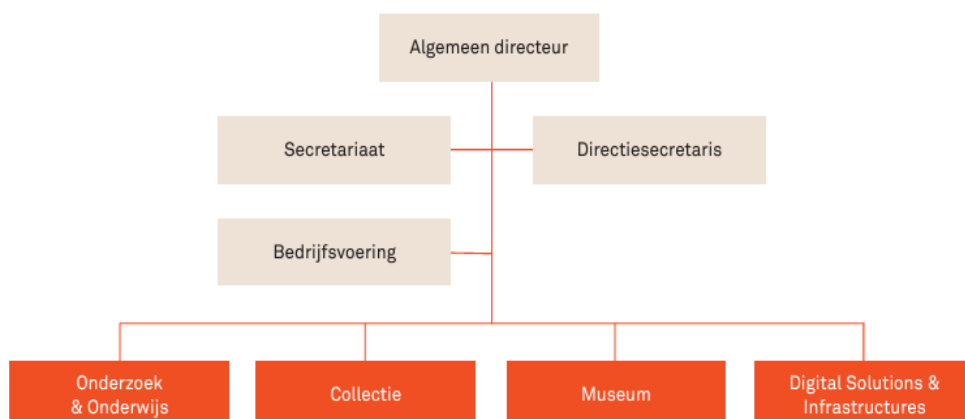 Algemeen directeur
Secretariaat
Directiesecretaris
Bedrijfsvoering
Onderzoek
& Onderwijs
Collectie
Museum
Digital Solutions &
Infrastructures